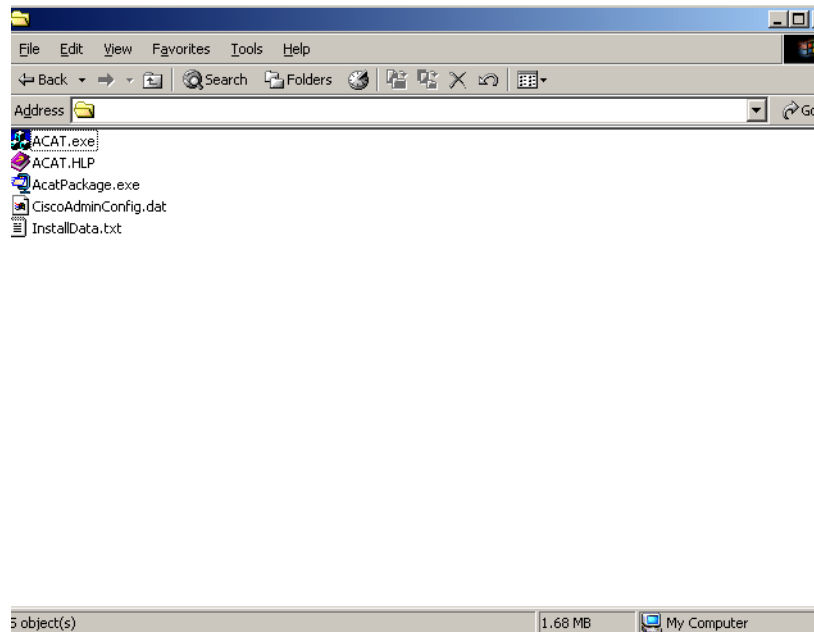 File Edit View Favorites Tools Help
Back Search Folders
Address Go
ACAT.exe
ACAT.HLP
AcatPackage.exe
CiscoAdminConfig.dat
InstallData.txt
5 object(s) 1.68 MB My Computer